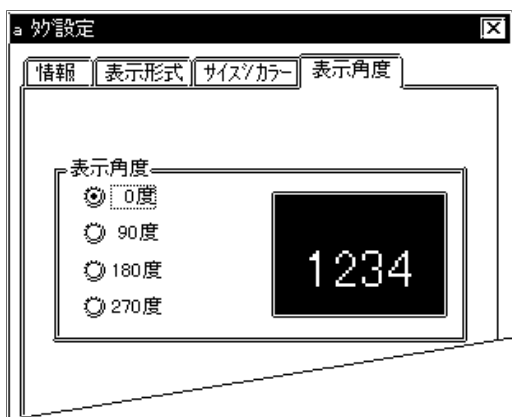 a ﾀｸﾞ設定
情報 表示形式 ｻｲｽﾞ/ｶﾗｰ 表示角度
表示角度
0度
90度
180度
270度
1234